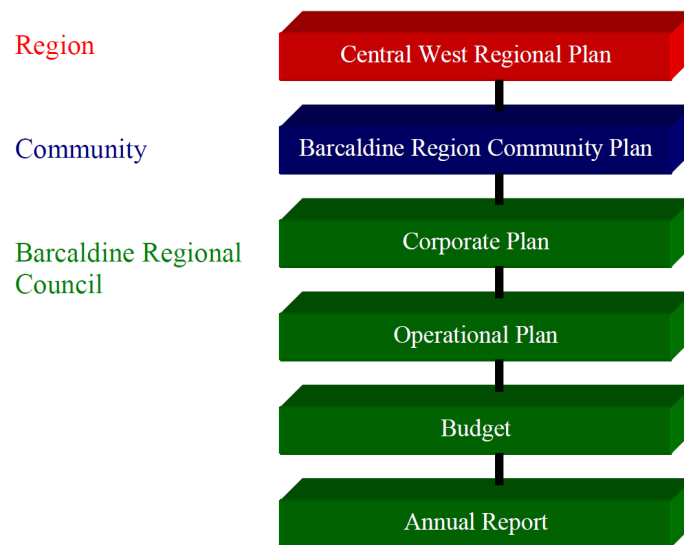 Region
Central West Regional Plan
Community
Barcaldine Region Community Plan
Barcaldine Regional
Council
Corporate Plan
Operational Plan
Budget
Annual Report